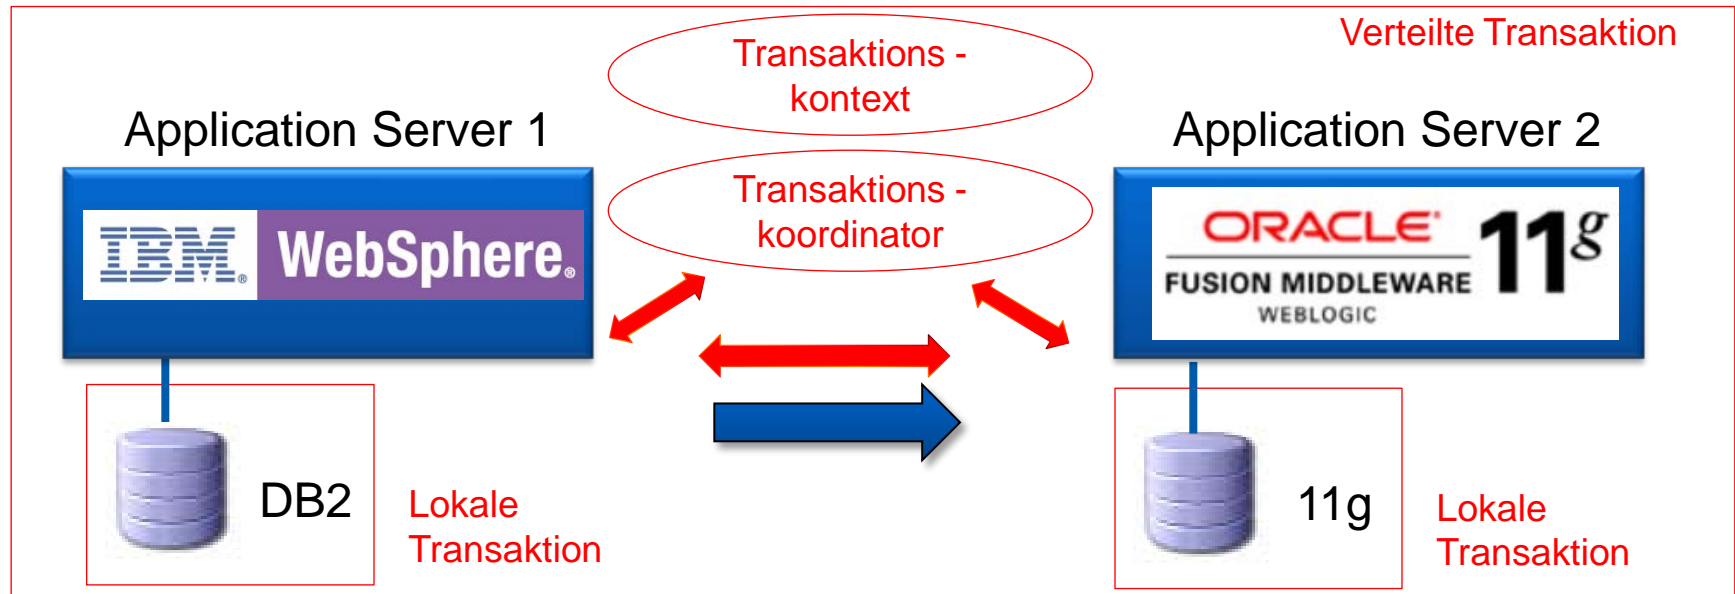 Verteilte Transaktion
Transaktions -
kontext
Application Server 1
Application Server 2
Transaktions -
koordinator
IBM® WebSphere®
ORACLE®
11g
FUSION MIDDLEWARE
WEBLOGIC
DB2
Lokale
Transaktion
11g
Lokale
Transaktion